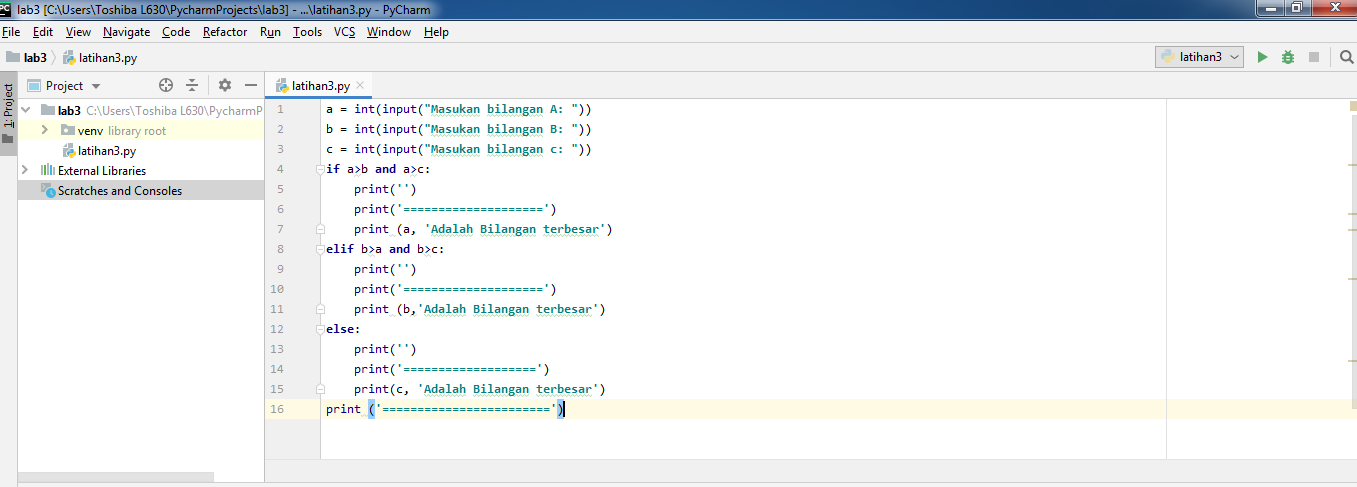 lab3 [C:\Users\Toshiba L630\PycharmProjects\lab3] - ...\latihan3.py - PyCharm
File Edit View Navigate Code Refactor Run Tools VCS Window Help
lab3 latihan3.py latihan3
1: Project
Project
lab3 C:\Users\Toshiba L630\PycharmP
venv library root
latihan3.py
External Libraries
Scratches and Consoles
latihan3.py
1 a = int(input("Masukan bilangan A: "))
2 b = int(input("Masukan bilangan B: "))
3 c = int(input("Masukan bilangan c: "))
4 if a>b and a>c:
5 print('')
6 print('====================')
7 print (a, 'Adalah Bilangan terbesar')
8 elif b>a and b>c:
9 print('')
10 print('====================')
11 print (b,'Adalah Bilangan terbesar')
12 else:
13 print('')
14 print('===================')
15 print(c, 'Adalah Bilangan terbesar')
16 print ('========================')